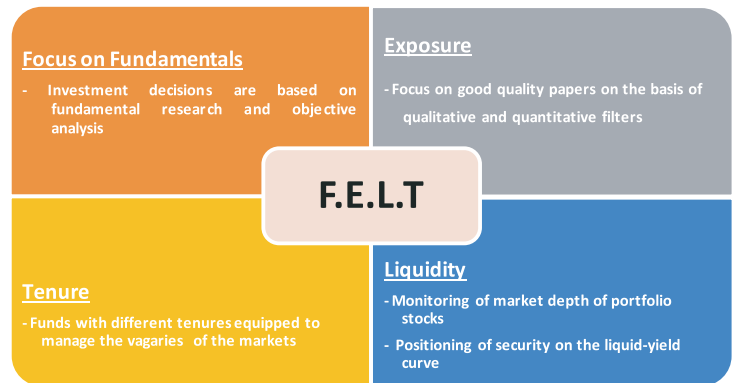 Focus on Fundamentals
- Investment decisions are based on
fundamental research and objective
analysis
Exposure
- Focus on good quality papers on the basis of
qualitative and quantitative filters
F.E.L.T
Tenure
- Funds with different tenures equipped to
manage the vagaries of the markets
Liquidity
- Monitoring of market depth of portfolio
stocks
- Positioning of security on the liquid-yield
curve